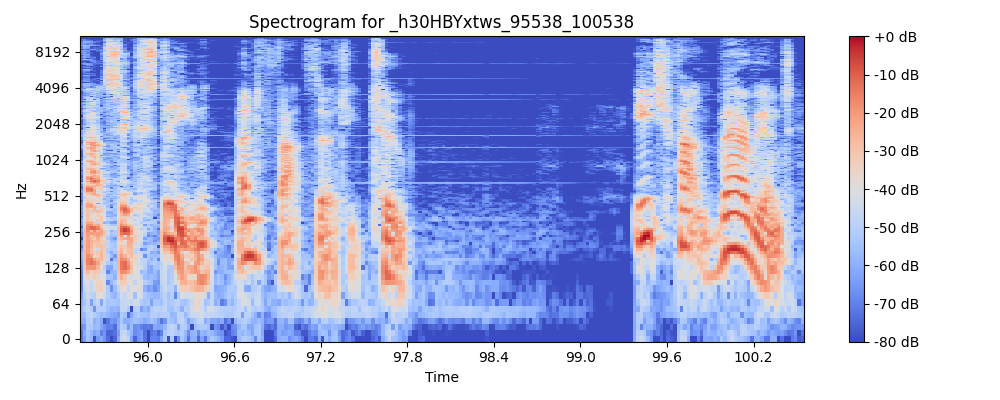 Spectrogram for _h30HBYxtws_95538_100538
8192
4096
2048
1024
512
256
128
64
0
Hz
96.0 96.6 97.2 97.8 98.4 99.0 99.6 100.2
Time
+0 dB
-10 dB
-20 dB
-30 dB
-40 dB
-50 dB
-60 dB
-70 dB
-80 dB